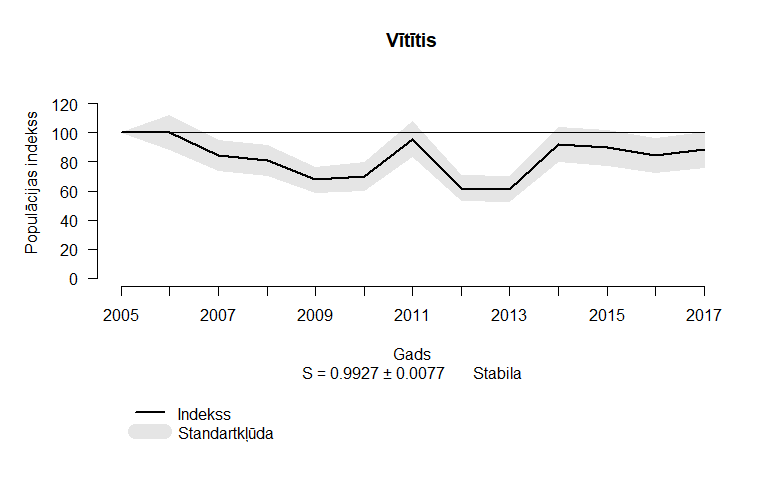 Vītītis
Populācijas indekss
120
100
80
60
40
20
0
2005 2007 2009 2011 2013 2015 2017
Gads
S = 0.9927 ± 0.0077 Stabila
Indekss
Standartkļūda